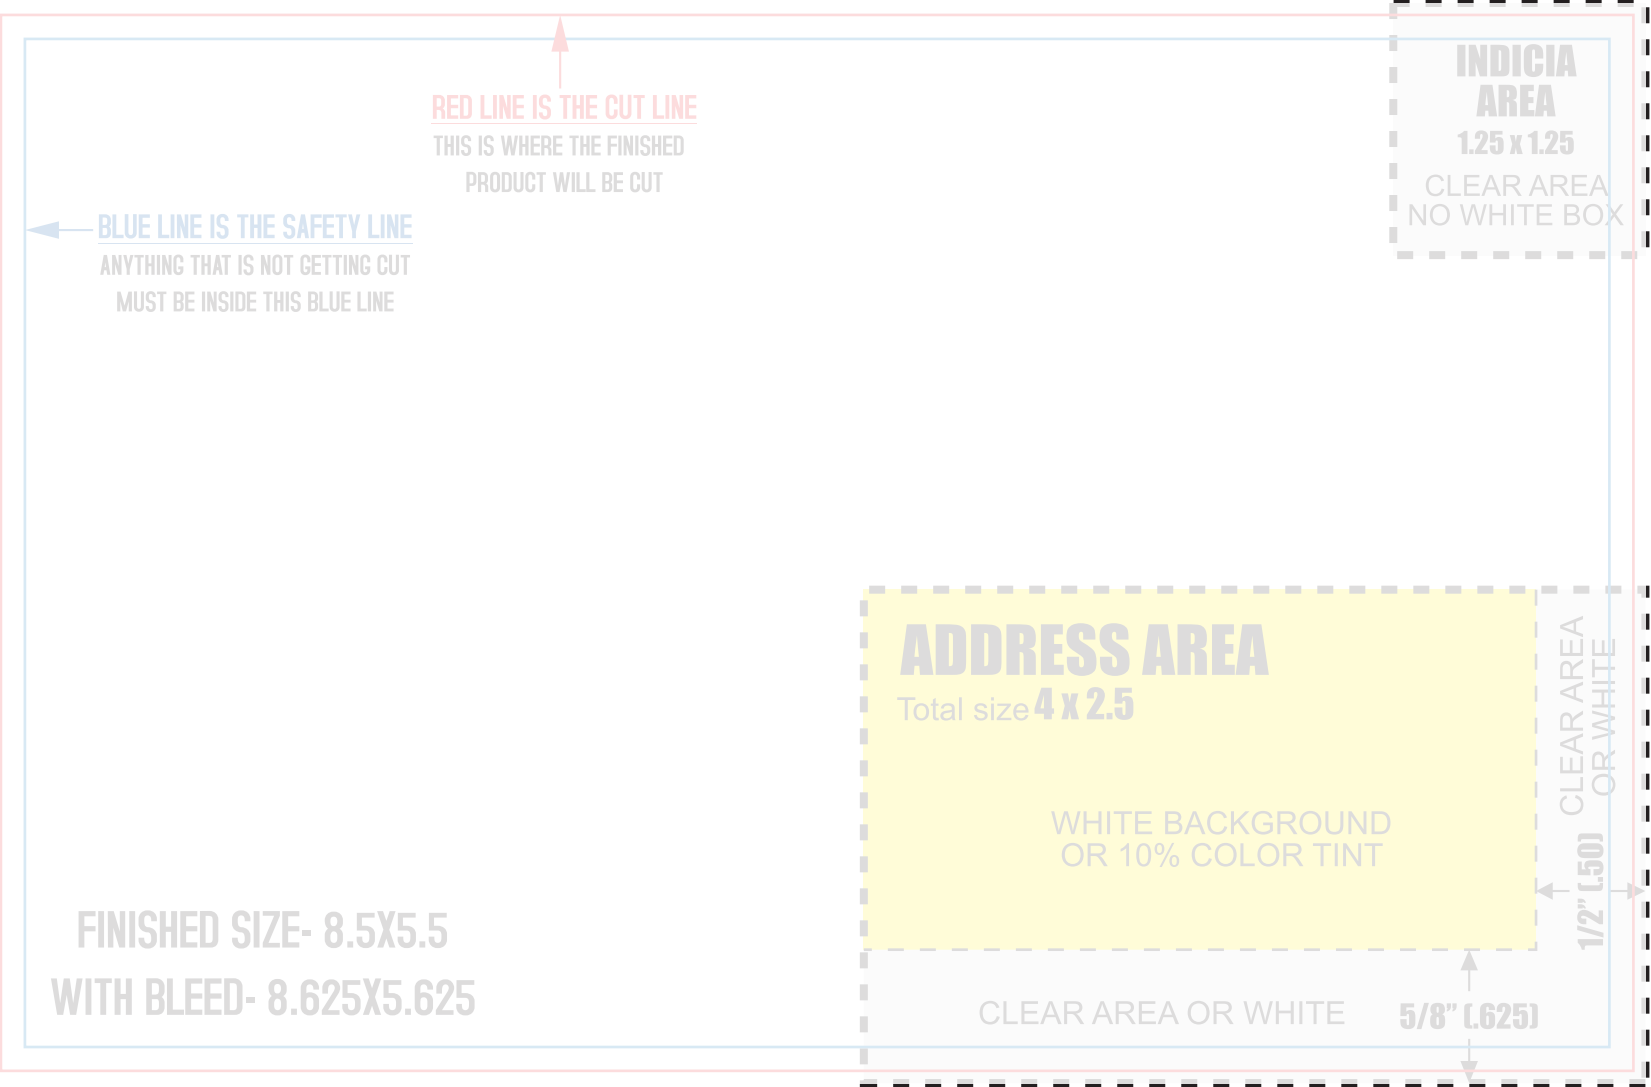 RED LINE IS THE CUT LINE
THIS IS WHERE THE FINISHED
PRODUCT WILL BE CUT
BLUE LINE IS THE SAFETY LINE
ANYTHING THAT IS NOT GETTING CUT
MUST BE INSIDE THIS BLUE LINE
INDICIA
AREA
1.25 x 1.25
CLEAR AREA
NO WHITE BOX
ADDRESS AREA
Total size 4 x 2.5
WHITE BACKGROUND
OR 10% COLOR TINT
CLEAR AREA
OR WHITE
1/2” (.50)
FINISHED SIZE- 8.5X5.5
WITH BLEED- 8.625X5.625
CLEAR AREA OR WHITE
5/8” (.625)